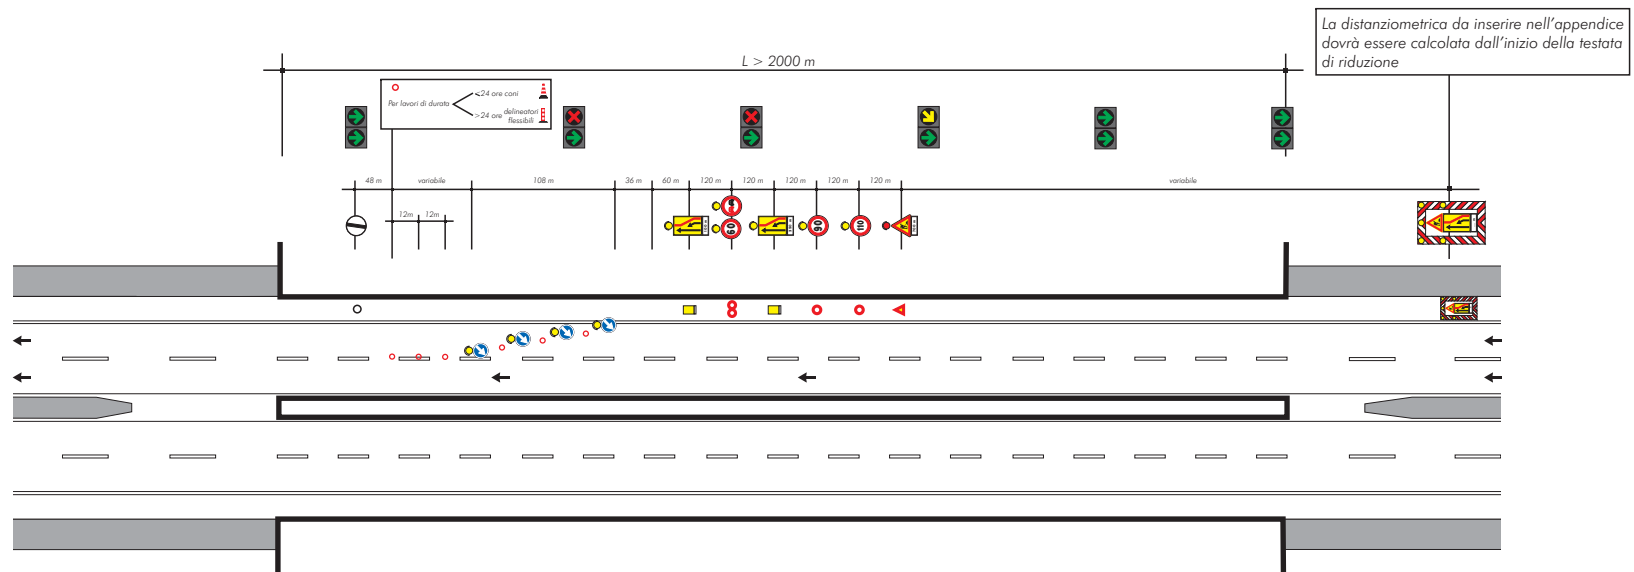 La distanziometrica da inserire nell'appendice
dovrà essere calcolata dall'inizio della testata
di riduzione
L > 2000 m
Per lavori di durata
⩽24 ore coni
>24 ore
delineatori
flessibili
48 m
variabile
108 m
36 m
60 m
120 m
120 m
120 m
120 m
120 m
variabile
12m
12m
60
90
110